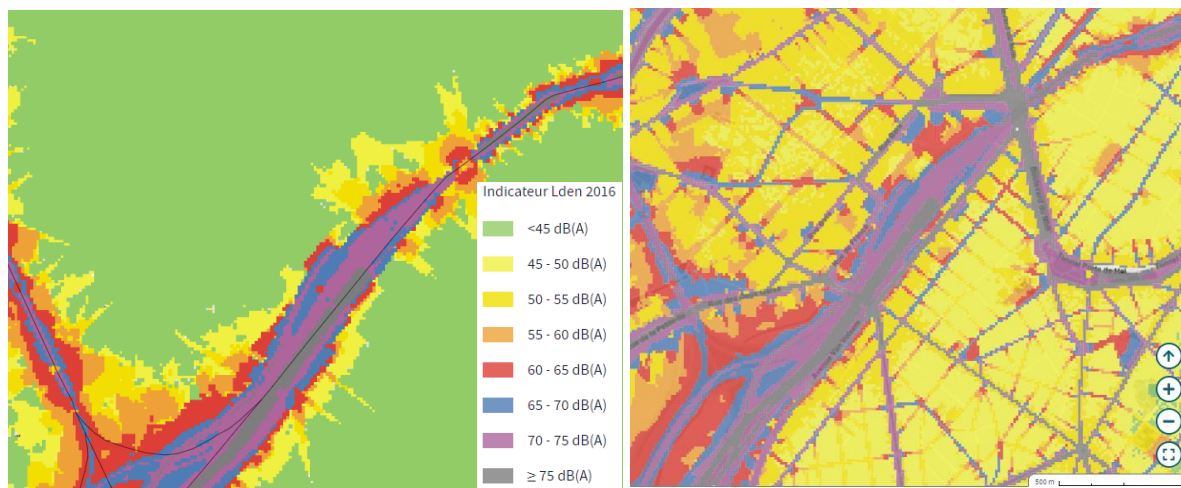 Indicateur Lden 2016
<45 dB(A)
45 - 50 dB(A)
50 - 55 dB(A)
55 - 60 dB(A)
60 - 65 dB(A)
65 - 70 dB(A)
70 - 75 dB(A)
≥ 75 dB(A)
500 m